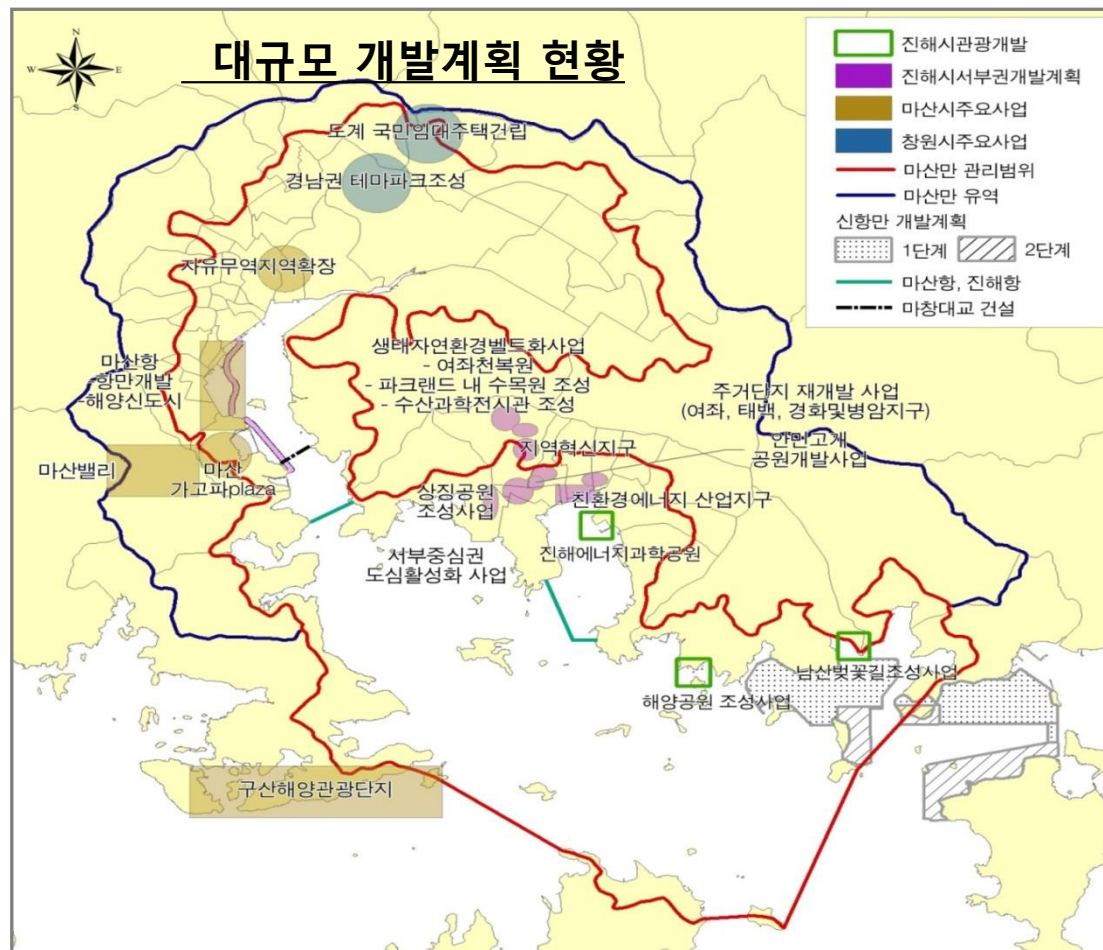 대규모 개발계획 현황
N
W
E
S
진해시관광개발
진해시서부권개발계획
마산시주요사업
창원시주요사업
마산만 관리범위
마산만 유역
신항만 개발계획
1단계
2단계
마산항, 진해항
마창대교 건설
도계 국민임대주택건립
경남권 테마파크조성
자유무역지역확장
마산항
-항만개발
-해양신도시
생태자연환경벨트화사업
- 여좌천복원
- 파크랜드 내 수목원 조성
- 수산과학전시관 조성
주거단지 재개발 사업
(여좌, 태백, 경화및병암지구)
안민고개
공원개발사업
지역혁신지구
마산밸리
마산
가고파plaza
상징공원
조성사업
친환경에너지 산업지구
진해에너지과학공원
서부중심권
도심활성화 사업
남산벚꽃길조성사업
해양공원 조성사업
구산해양관광단지